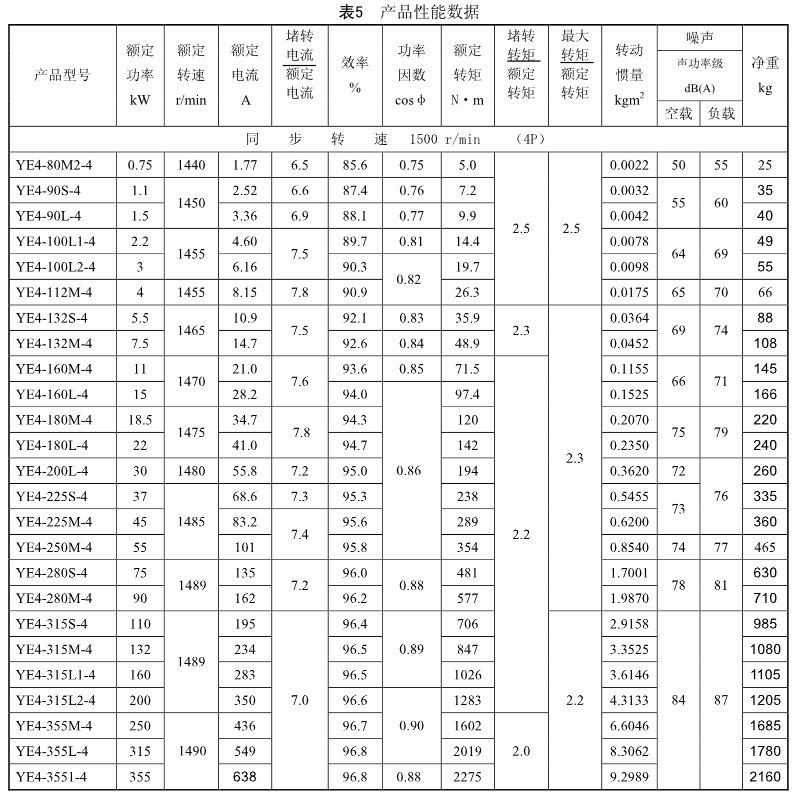 表5 产品性能数据
产品型号 额定功率 kW 额定转速 r/min 额定电流 A 堵转电流/额定电流 效率 % 功率因数 cos ϕ 额定转矩 N·m 堵转转矩/额定转矩 最大转矩/额定转矩 转动惯量 kgm² 噪声 声功率级 dB(A) 空载 负载 净重 kg
同 步 转 速 1500 r/min (4P)
YE4-80M2-4 0.75 1440 1.77 6.5 85.6 0.75 5.0 2.5 2.5 0.0022 50 55 25
YE4-90S-4 1.1 1450 2.52 6.6 87.4 0.76 7.2 0.0032 55 60 35
YE4-90L-4 1.5 3.36 6.9 88.1 0.77 9.9 0.0042 40
YE4-100L1-4 2.2 1455 4.60 7.5 89.7 0.81 14.4 0.0078 64 69 49
YE4-100L2-4 3 6.16 90.3 0.82 19.7 0.0098 55
YE4-112M-4 4 1455 8.15 7.8 90.9 26.3 0.0175 65 70 66
YE4-132S-4 5.5 1465 10.9 7.5 92.1 0.83 35.9 2.3 2.3 0.0364 69 74 88
YE4-132M-4 7.5 14.7 92.6 0.84 48.9 0.0452 108
YE4-160M-4 11 1470 21.0 7.6 93.6 0.85 71.5 2.2 0.1155 66 71 145
YE4-160L-4 15 28.2 94.0 0.86 97.4 0.1525 166
YE4-180M-4 18.5 1475 34.7 7.8 94.3 120 0.2070 75 79 220
YE4-180L-4 22 41.0 94.7 142 0.2350 240
YE4-200L-4 30 1480 55.8 7.2 95.0 194 0.3620 72 76 260
YE4-225S-4 37 1485 68.6 7.3 95.3 238 0.5455 73 335
YE4-225M-4 45 83.2 7.4 95.6 289 0.6200 360
YE4-250M-4 55 101 95.8 354 0.8540 74 77 465
YE4-280S-4 75 1489 135 7.2 96.0 0.88 481 1.7001 78 81 630
YE4-280M-4 90 162 96.2 577 1.9870 710
YE4-315S-4 110 1489 195 7.0 96.4 0.89 706 2.2 2.9158 84 87 985
YE4-315M-4 132 234 96.5 847 3.3525 1080
YE4-315L1-4 160 283 96.5 1026 3.6146 1105
YE4-315L2-4 200 350 96.6 0.90 1283 4.3133 1205
YE4-355M-4 250 1490 436 96.7 1602 2.0 6.6046 1685
YE4-355L-4 315 549 96.8 2019 8.3062 1780
YE4-3551-4 355 638 96.8 0.88 2275 9.2989 2160